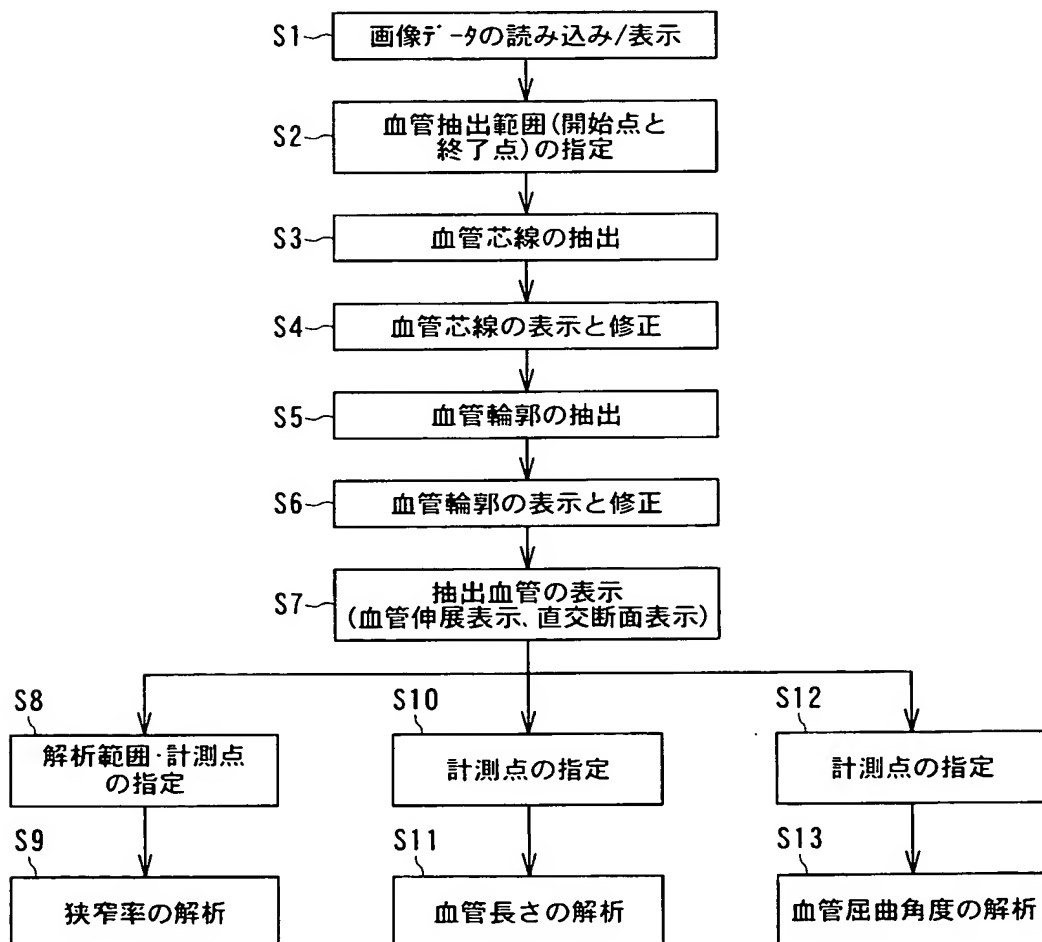 S1 画像データの読み込み/表示
S2 血管抽出範囲(開始点と
終了点)の指定
S3 血管芯線の抽出
S4 血管芯線の表示と修正
S5 血管輪郭の抽出
S6 血管輪郭の表示と修正
S7 抽出血管の表示
(血管伸展表示、直交断面表示)
S8
解析範囲・計測点
の指定
S9
狭窄率の解析
S10
計測点の指定
S11
血管長さの解析
S12
計測点の指定
S13
血管屈曲角度の解析